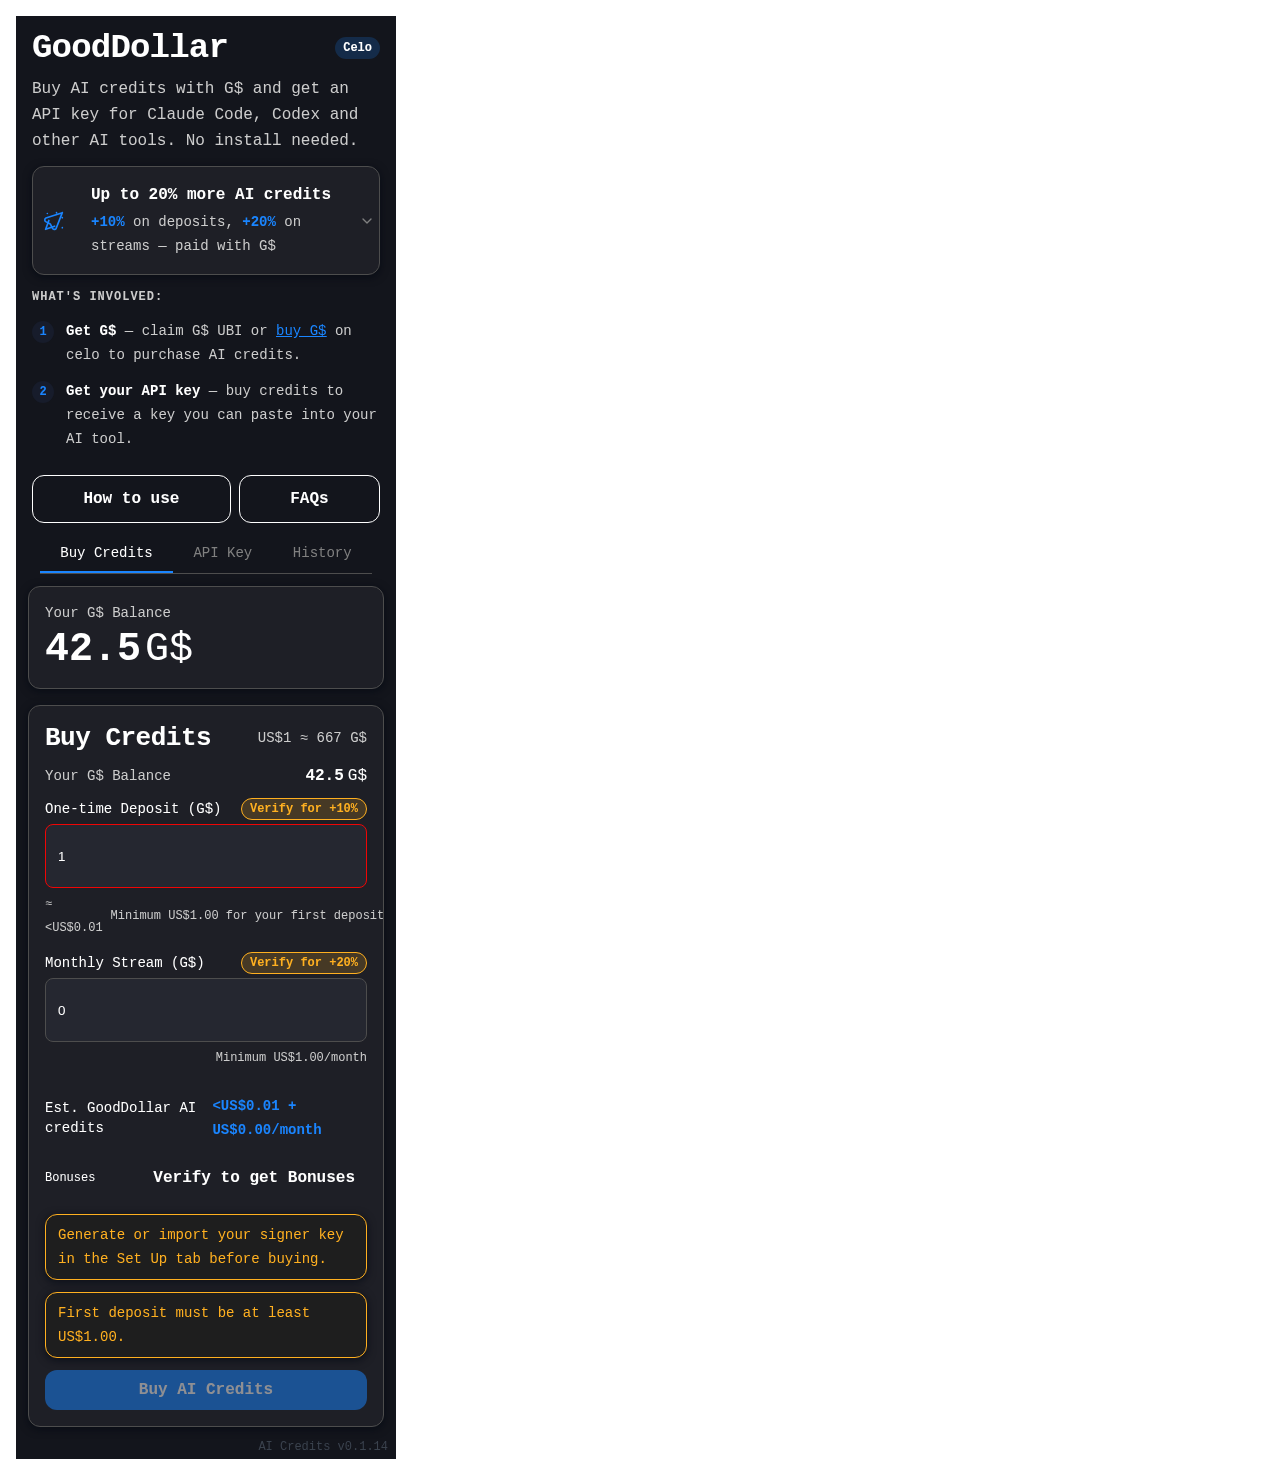 GoodDollar
Celo
Buy AI credits with G$ and get an
API key for Claude Code, Codex and
other AI tools. No install needed.
Up to 20% more AI credits
+10% on deposits, +20% on
streams — paid with G$
WHAT'S INVOLVED:
1 Get G$ — claim G$ UBI or buy G$ on
celo to purchase AI credits.
2 Get your API key — buy credits to
receive a key you can paste into your
AI tool.
How to use
FAQs
Buy Credits
API Key
History
Your G$ Balance
42.5 G$
Buy Credits
US$1 ≈ 667 G$
Your G$ Balance
42.5 G$
One-time Deposit (G$)
Verify for +10%
1
≈
<US$0.01
Minimum US$1.00 for your first deposit
Monthly Stream (G$)
Verify for +20%
0
Minimum US$1.00/month
Est. GoodDollar AI
credits
<US$0.01 +
US$0.00/month
Bonuses
Verify to get Bonuses
Generate or import your signer key
in the Set Up tab before buying.
First deposit must be at least
US$1.00.
Buy AI Credits
AI Credits v0.1.14